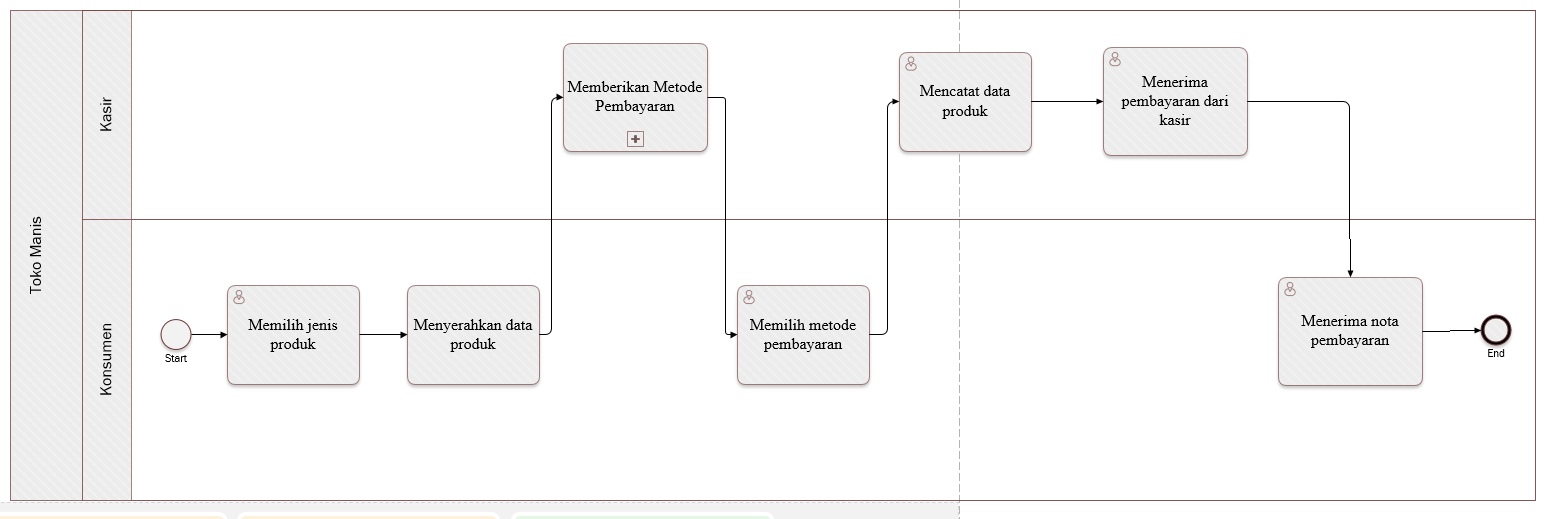 Toko Manis
Kasir
Memberikan Metode
Pembayaran
Mencatat data
produk
Menerima
pembayaran dari
kasir
Konsumen
Start
Memilih jenis
produk
Menyerahkan data
produk
Memilih metode
pembayaran
Menerima nota
pembayaran
End